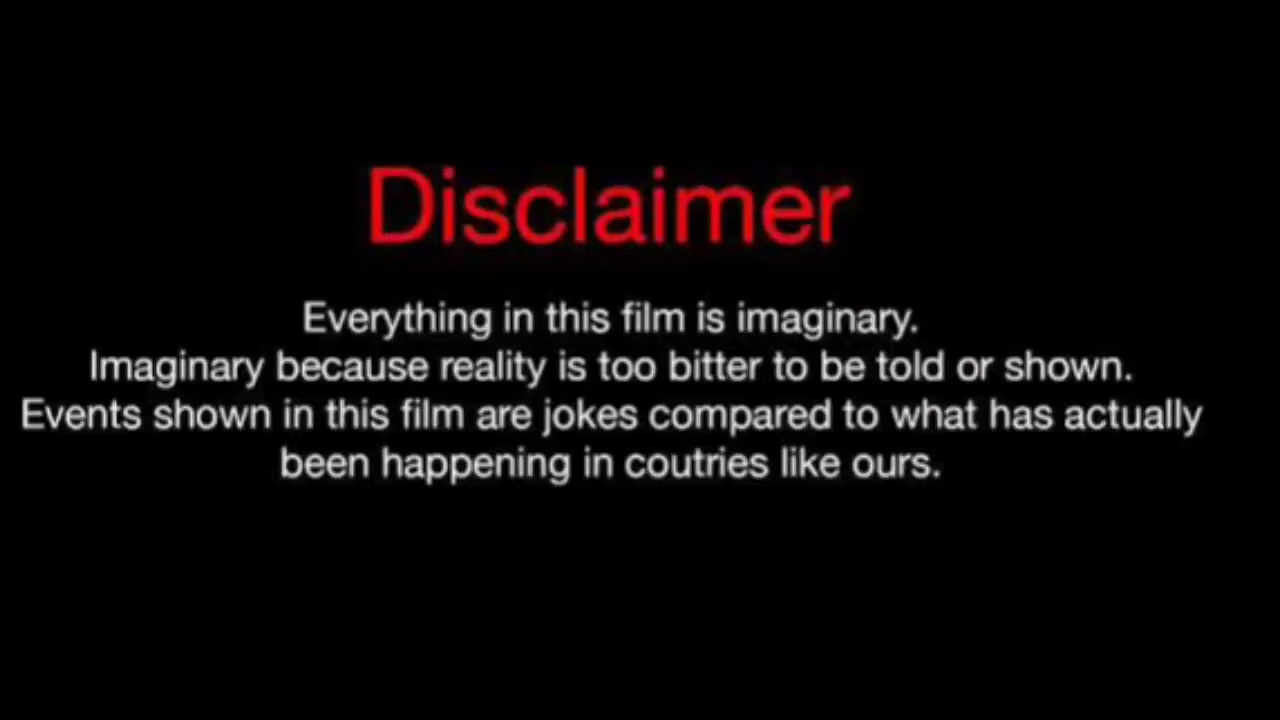 Disclaimer
Everything in this film is imaginary.
Imaginary because reality is too bitter to be told or shown.
Events shown in this film are jokes compared to what has actually
been happening in coutries like ours.